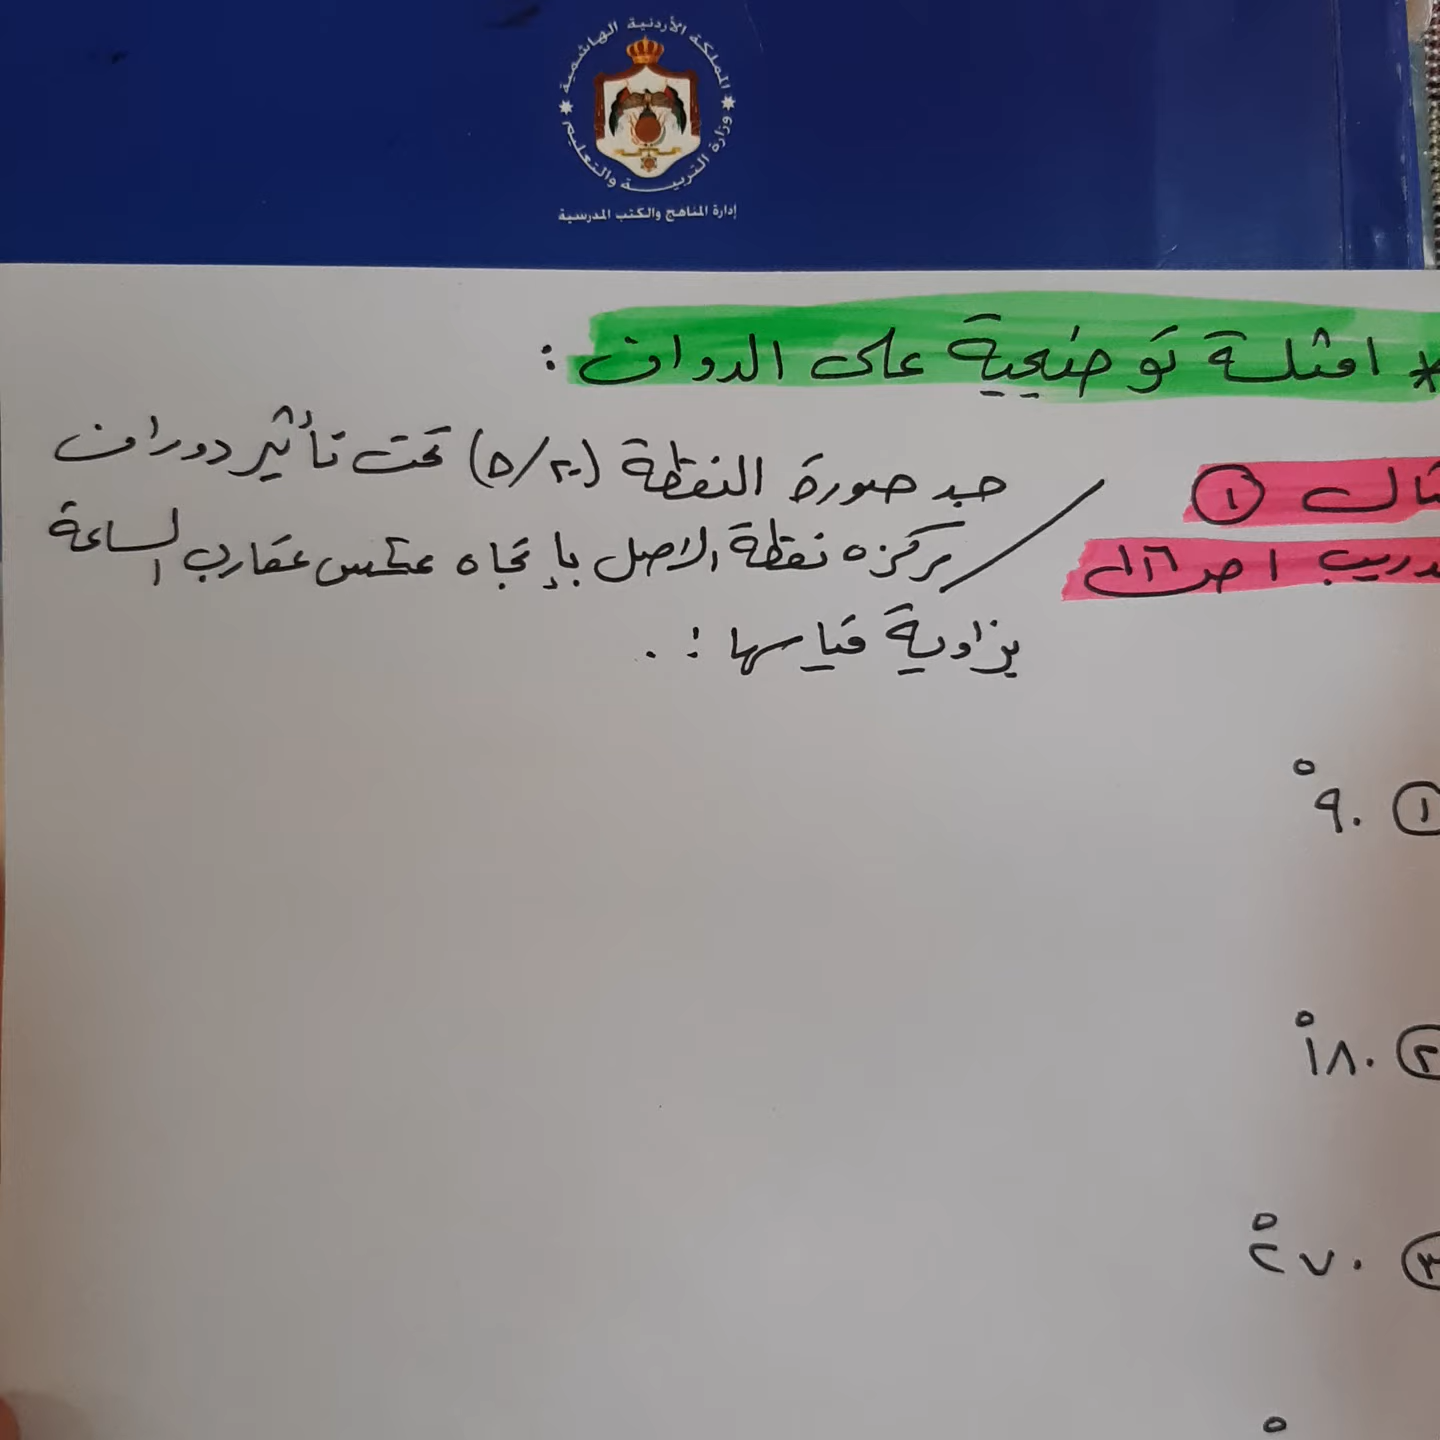 المملكة الأردنية الهاشمية
وزارة التربية والتعليم
إدارة المناهج والكتب المدرسية
* امثلة توضيحية على الدوران :
مثال ①
جد صورة النقطة (-٢/٥) تحت تأثير دوران
تدريب ١ ص
مركزه نقطة الاصل بإتجاه عكس عقارب الساعة
بزاوية قياسها :.
① ٩٠°
② ١٨٠°
③ ٢٧٠°